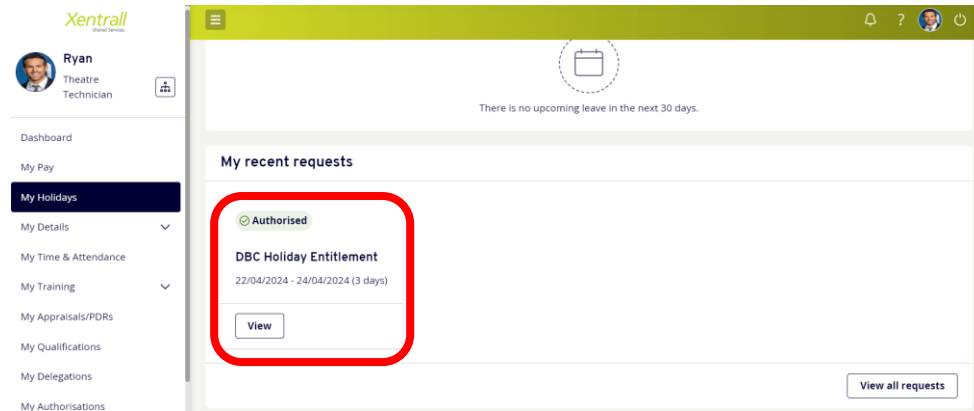 Xentrall
Shared Services
Ryan
Theatre
Technician
Dashboard
My Pay
My Holidays
My Details
My Time & Attendance
My Training
My Appraisals/PDRs
My Qualifications
My Delegations
My Authorisations
?
There is no upcoming leave in the next 30 days.
My recent requests
Authorised
DBC Holiday Entitlement
22/04/2024 - 24/04/2024 (3 days)
View
View all requests